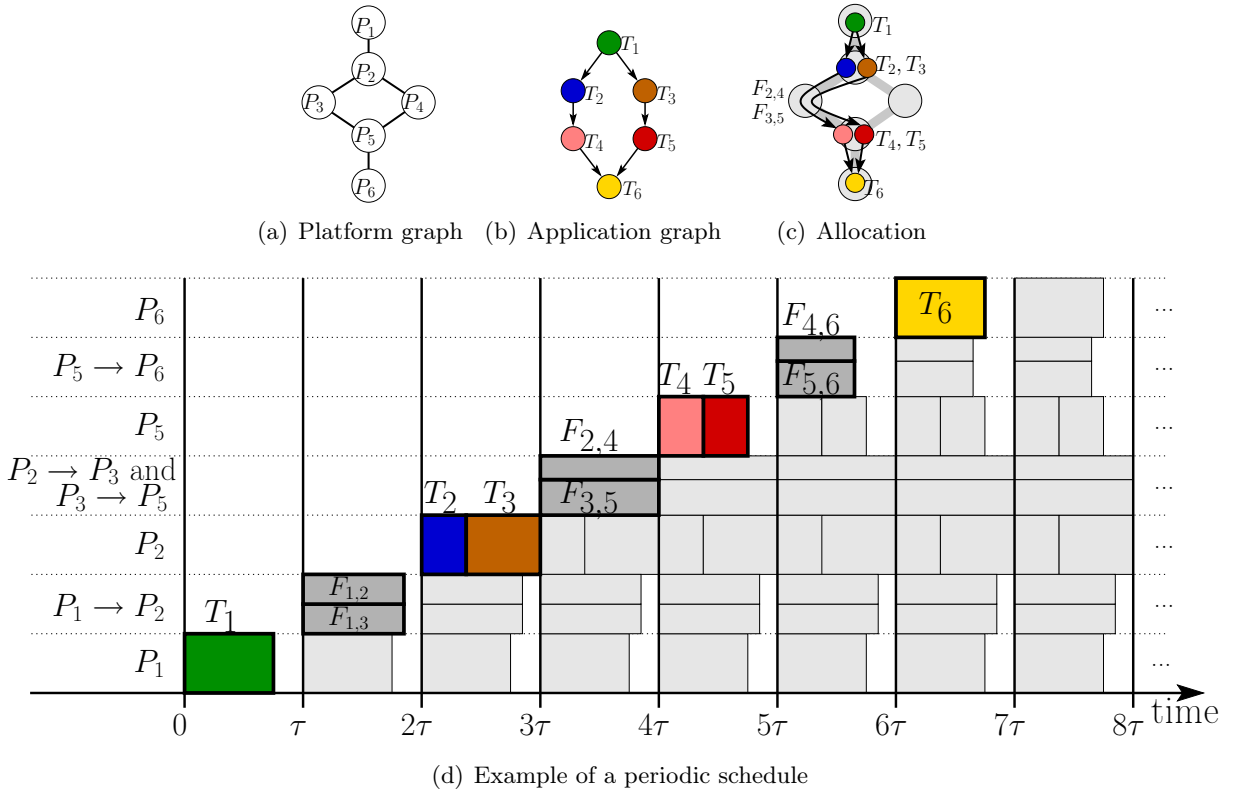 P1
P2
P3
P4
P5
P6
(a) Platform graph
T1
T2
T3
T4
T5
T6
(b) Application graph
T1
T2, T3
F2,4
F3,5
T4, T5
T6
(c) Allocation
P6
T6
...
P5 → P6
F4,6
F5,6
...
P5
T4 T5
...
P2 → P3 and
P3 → P5
F2,4
F3,5
...
P2
T2 T3
...
P1 → P2
F1,2
F1,3
...
P1
T1
...
0 τ 2τ 3τ 4τ 5τ 6τ 7τ 8τ time
(d) Example of a periodic schedule